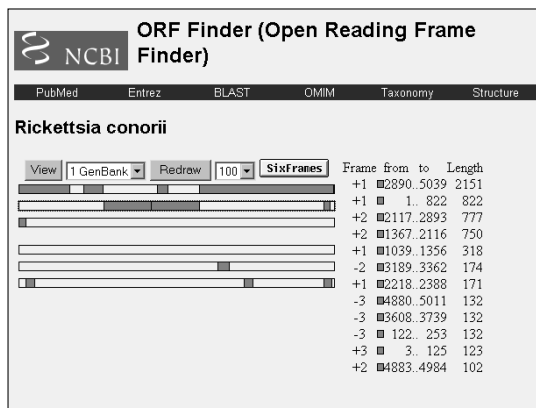 NCBI
ORF Finder (Open Reading Frame
Finder)
PubMed Entrez BLAST OMIM Taxonomy Structure
Rickettsia conorii
View 1 GenBank Redraw 100 SixFrames
Frame from to Length
+1 2890..5039 2151
+1 1.. 822 822
+2 2117..2893 777
+2 1367..2116 750
+1 1039..1356 318
-2 3189..3362 174
+1 2218..2388 171
-3 4880..5011 132
-3 3608..3739 132
-3 122.. 253 132
+3 3.. 125 123
+2 4883..4984 102